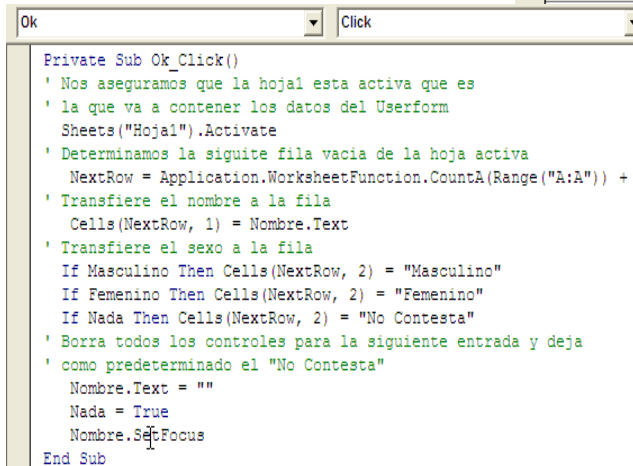 Ok Click
Private Sub Ok_Click()
' Nos aseguramos que la hoja1 esta activa que es
' la que va a contener los datos del Userform
Sheets("Hoja1").Activate
' Determinamos la siguite fila vacia de la hoja activa
NextRow = Application.WorksheetFunction.CountA(Range("A:A")) +
' Transfiere el nombre a la fila
Cells(NextRow, 1) = Nombre.Text
' Transfiere el sexo a la fila
If Masculino Then Cells(NextRow, 2) = "Masculino"
If Femenino Then Cells(NextRow, 2) = "Femenino"
If Nada Then Cells(NextRow, 2) = "No Contesta"
' Borra todos los controles para la siguiente entrada y deja
' como predeterminado el "No Contesta"
Nombre.Text = ""
Nada = True
Nombre.SetFocus
End Sub